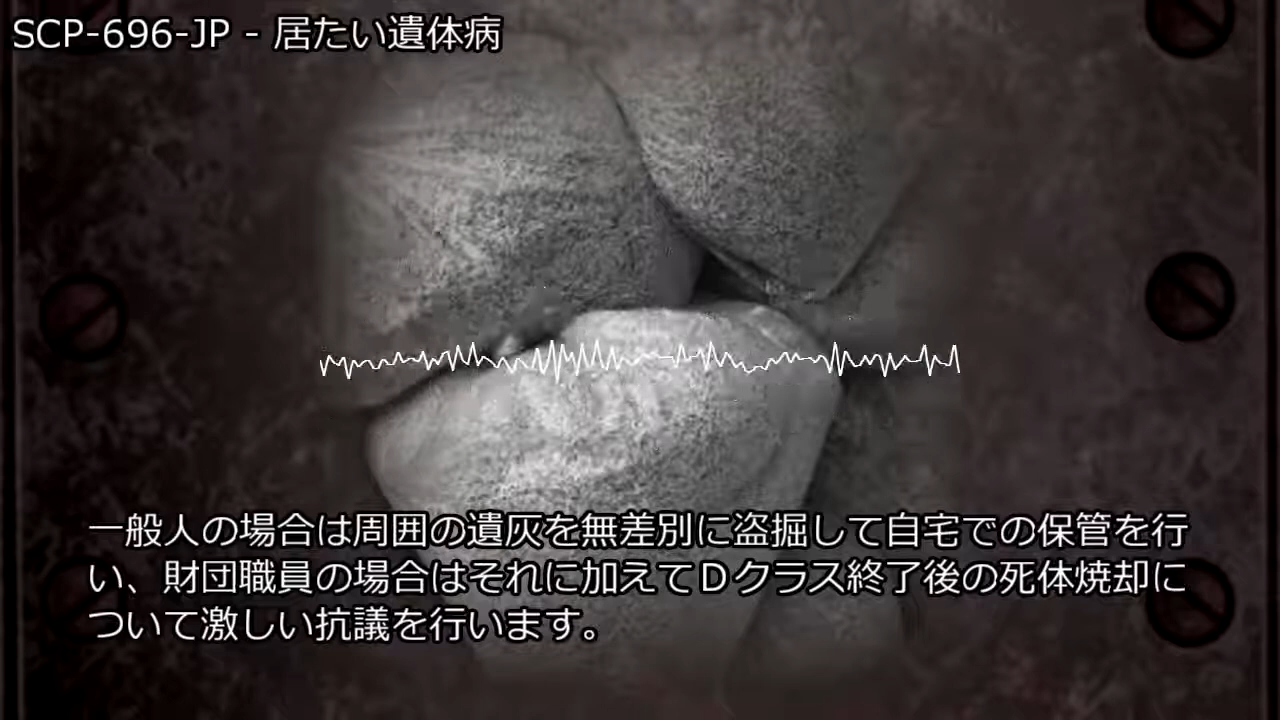 SCP-696-JP - 居たい遺体病
一般人の場合は周囲の遺灰を無差別に盗掘して自宅での保管を行
い、財団職員の場合はそれに加えてＤクラス終了後の死体焼却に
ついて激しい抗議を行います。